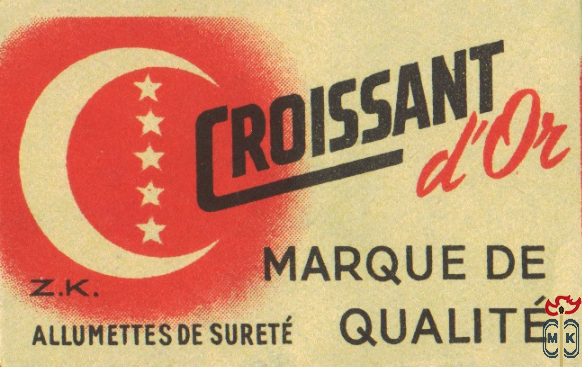 CROISSANT
d'Or
MARQUE DE
QUALITÉ
Z.K.
ALLUMETTES DE SURETÉ
MK